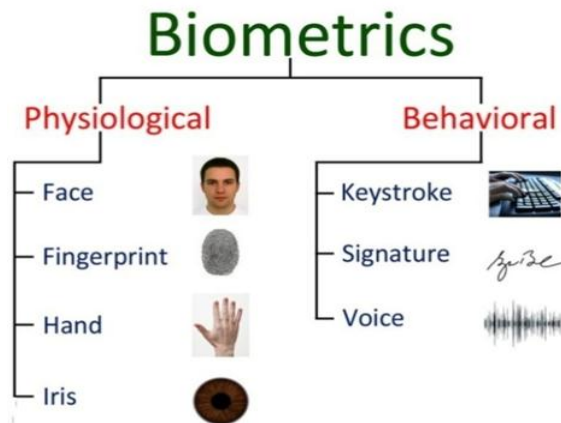 Biometrics
Physiological
Face
Fingerprint
Hand
Iris
Behavioral
Keystroke
Signature
Voice